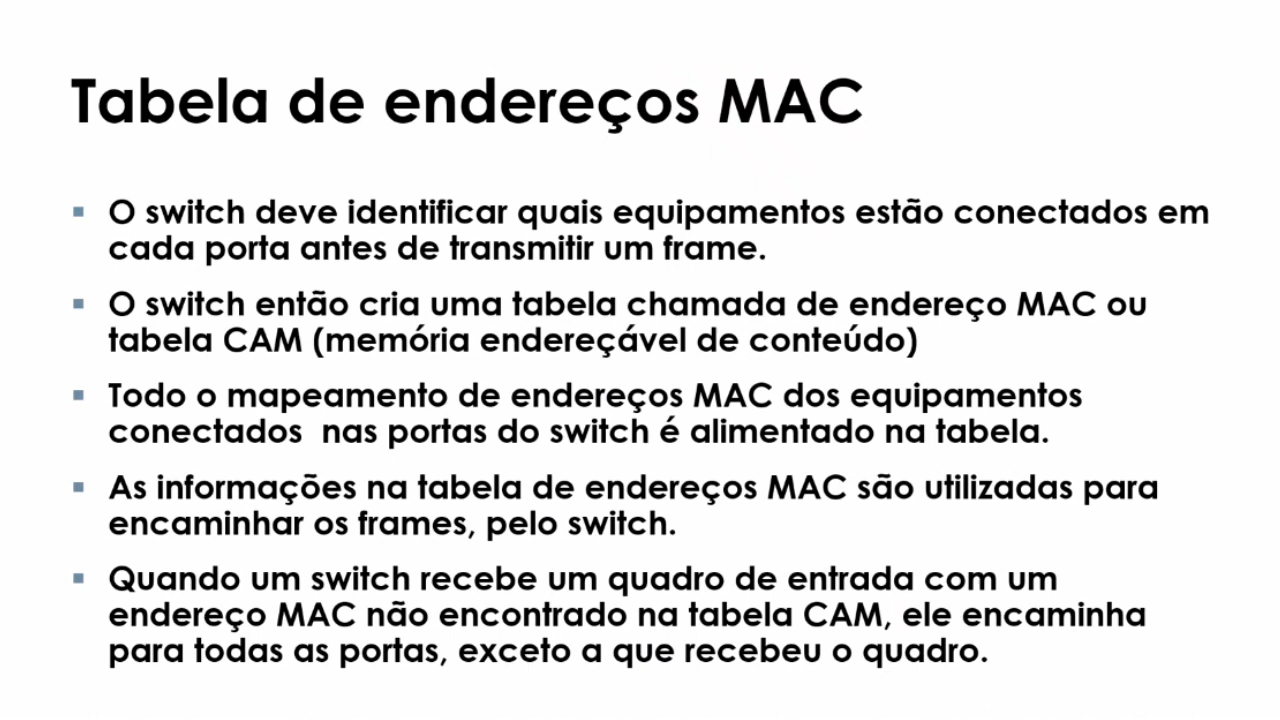 Tabela de endereços MAC
▪ O switch deve identificar quais equipamentos estão conectados em
cada porta antes de transmitir um frame.
▪ O switch então cria uma tabela chamada de endereço MAC ou
tabela CAM (memória endereçável de conteúdo)
▪ Todo o mapeamento de endereços MAC dos equipamentos
conectados  nas portas do switch é alimentado na tabela.
▪ As informações na tabela de endereços MAC são utilizadas para
encaminhar os frames, pelo switch.
▪ Quando um switch recebe um quadro de entrada com um
endereço MAC não encontrado na tabela CAM, ele encaminha
para todas as portas, exceto a que recebeu o quadro.